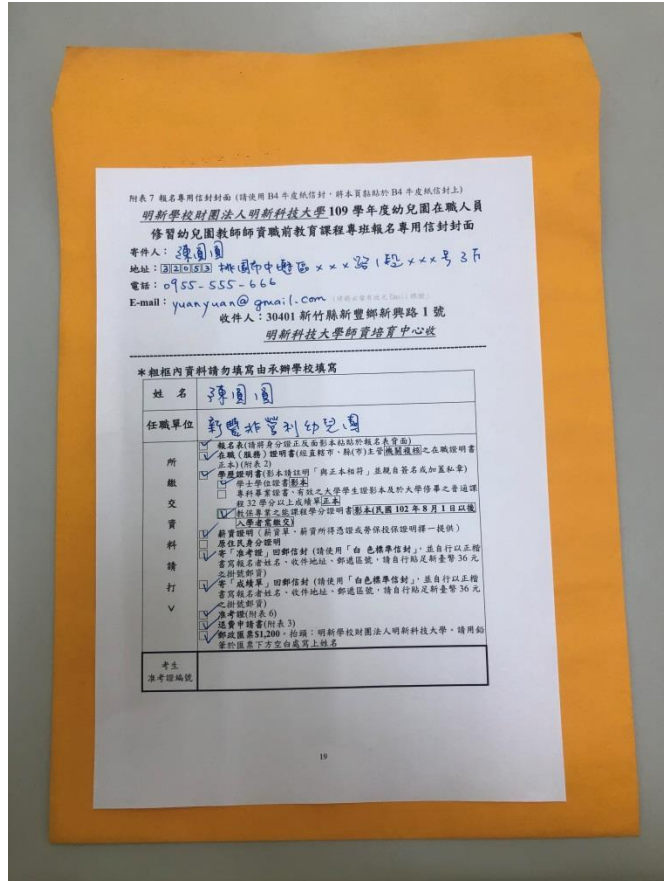 附表 7 報名專用信封封面 (請使用 B4 牛皮紙信封,將本頁黏貼於 B4 牛皮紙信封上)
明新學校財團法人明新科技大學 109 學年度幼兒園在職人員
修習幼兒園教師師資職前教育課程專班報名專用信封封面
寄件人:陳圓圓
地址:32053 桃園市中壢區×××路1段×××号3F
電話:0955-555-666
E-mail:yuanyuan@gmail.com
收件人:30401 新竹縣新豐鄉新興路 1 號
明新科技大學師資培育中心收
*粗框內資料請勿填寫由承辦學校填寫
姓 名 陳圓圓
任職單位 新豐非營利幼兒園
所繳交資料請打V
報名表(請將身分證正反面影本黏貼於報名表背面)
在職(服務)證明書(經直轄市、縣(市)主管機關複核之在職證明書
正本)(附表 2)
學歷證明書(影本請註明「與正本相符」並親自簽名或加蓋私章)
學士學位證書影本
專科畢業證書,有效之大學學生證影本及於大學修畢之普通課
程 32 學分以上成績單正本
教保專業之能課程學分證明書影本(民國 102 年 8 月 1 日以後
入學者需繳交)
薪資證明(薪資單、薪資所得憑證或勞保投保證明擇一提供)
原住民身分證明
寄「准考證」回郵信封 (請使用「白色標準信封」,並自行以正楷
書寫報名者姓名、收件地址、郵遞區號,請自行貼足新臺幣 36 元
之掛號郵資)
寄「成績單」回郵信封 (請使用「白色標準信封」,並自行以正楷
書寫報名者姓名、收件地址、郵遞區號,請自行貼足新臺幣 36 元
之掛號郵資)
准考證(附表 6)
退費申請書(附表 3)
郵政匯票$1,200,抬頭:明新學校財團法人明新科技大學,請用鉛
筆於匯票下方空白處寫上姓名
考生
准考證編號
19